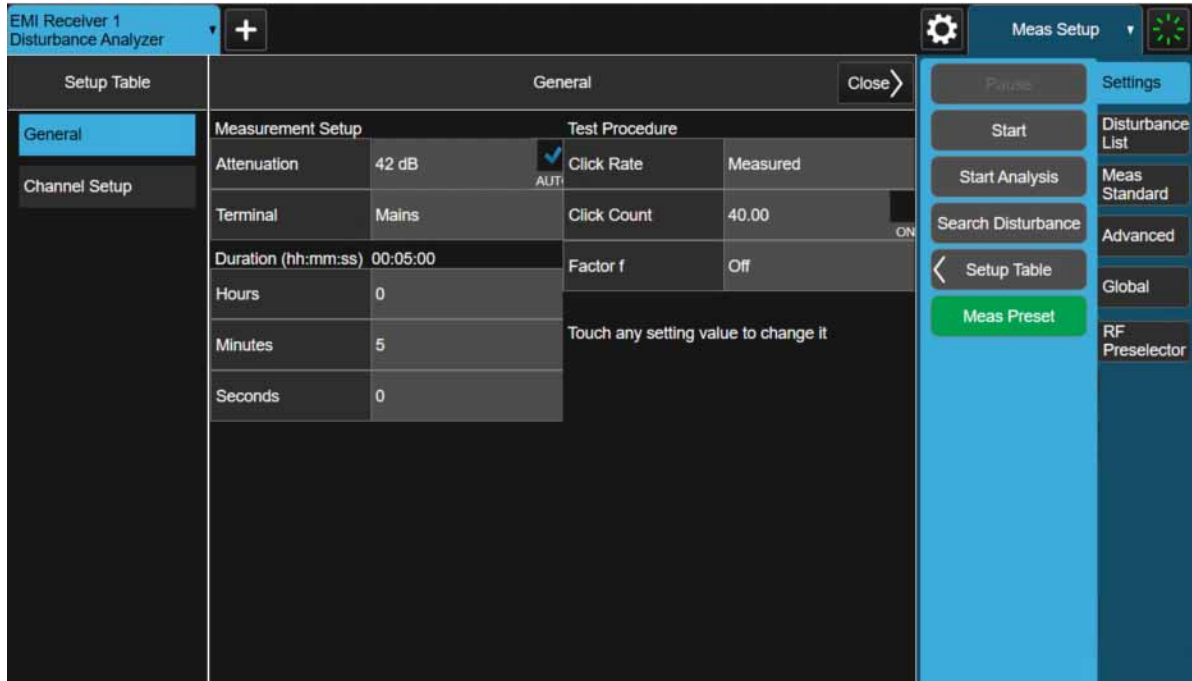 EMI Receiver 1
Disturbance Analyzer
Meas Setup
Setup Table
General
Close
General
Channel Setup
Measurement Setup
Attenuation
42 dB
AUT
Terminal
Mains
Duration (hh:mm:ss) 00:05:00
Hours
0
Minutes
5
Seconds
0
Test Procedure
Click Rate
Measured
Click Count
40.00
ON
Factor f
Off
Touch any setting value to change it
Pause
Start
Start Analysis
Search Disturbance
Setup Table
Meas Preset
Settings
Disturbance
List
Meas
Standard
Advanced
Global
RF
Preselector